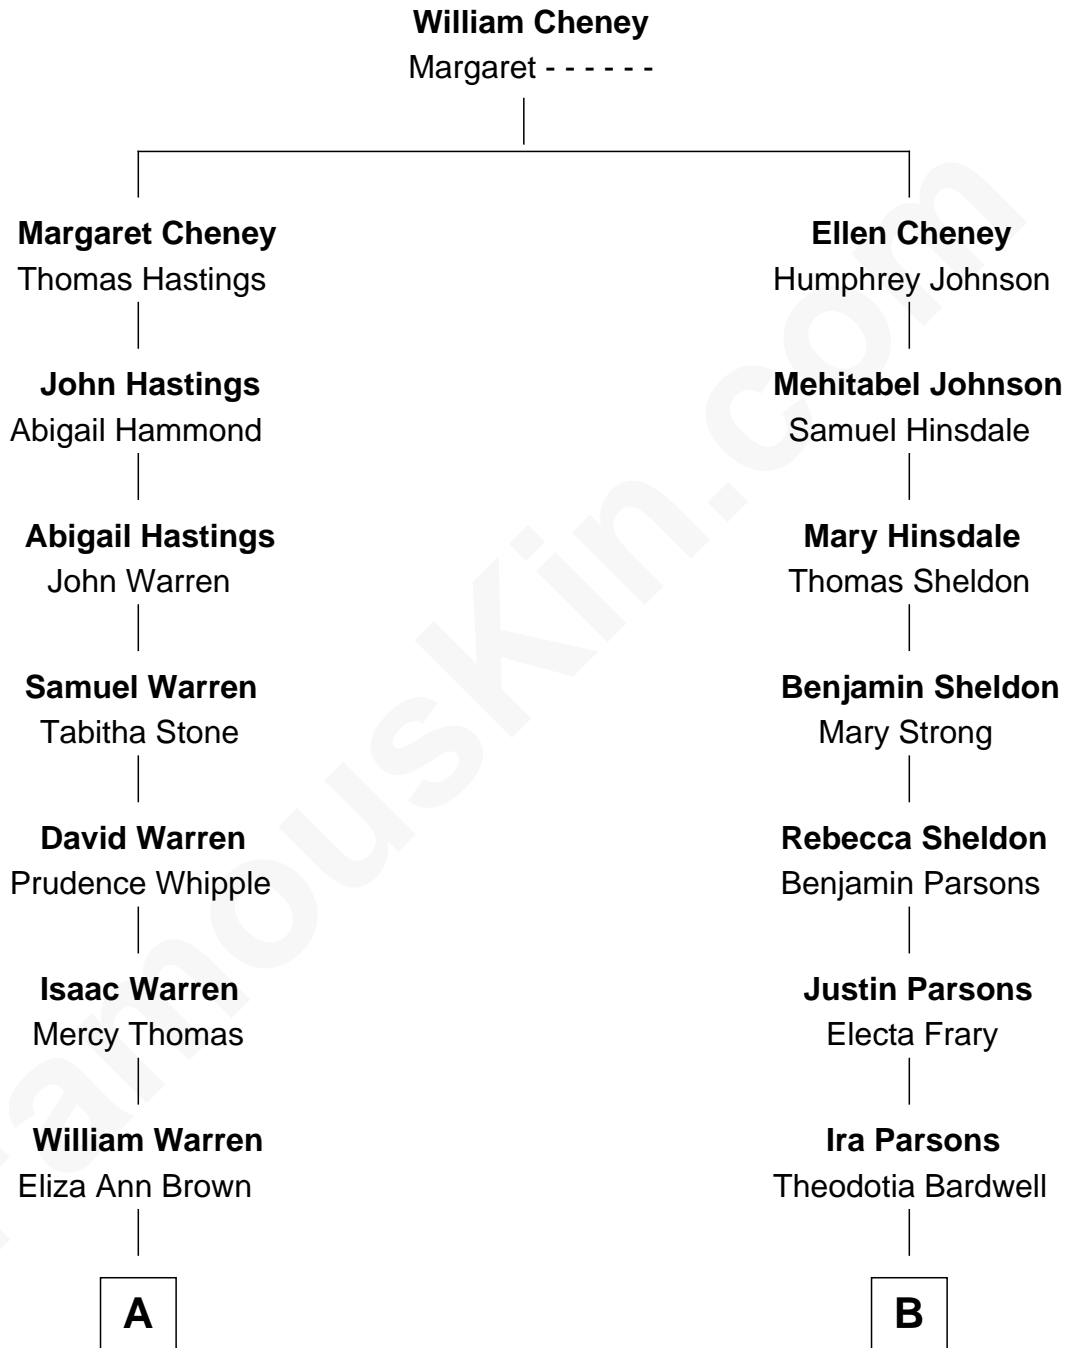 William Cheney
Margaret - - - - - -
Margaret Cheney
Thomas Hastings
Ellen Cheney
Humphrey Johnson
John Hastings
Abigail Hammond
Mehitabel Johnson
Samuel Hinsdale
Abigail Hastings
John Warren
Mary Hinsdale
Thomas Sheldon
Samuel Warren
Tabitha Stone
Benjamin Sheldon
Mary Strong
David Warren
Prudence Whipple
Rebecca Sheldon
Benjamin Parsons
Isaac Warren
Mercy Thomas
Justin Parsons
Electa Frary
William Warren
Eliza Ann Brown
Ira Parsons
Theodotia Bardwell
A
B
FamousKin.com